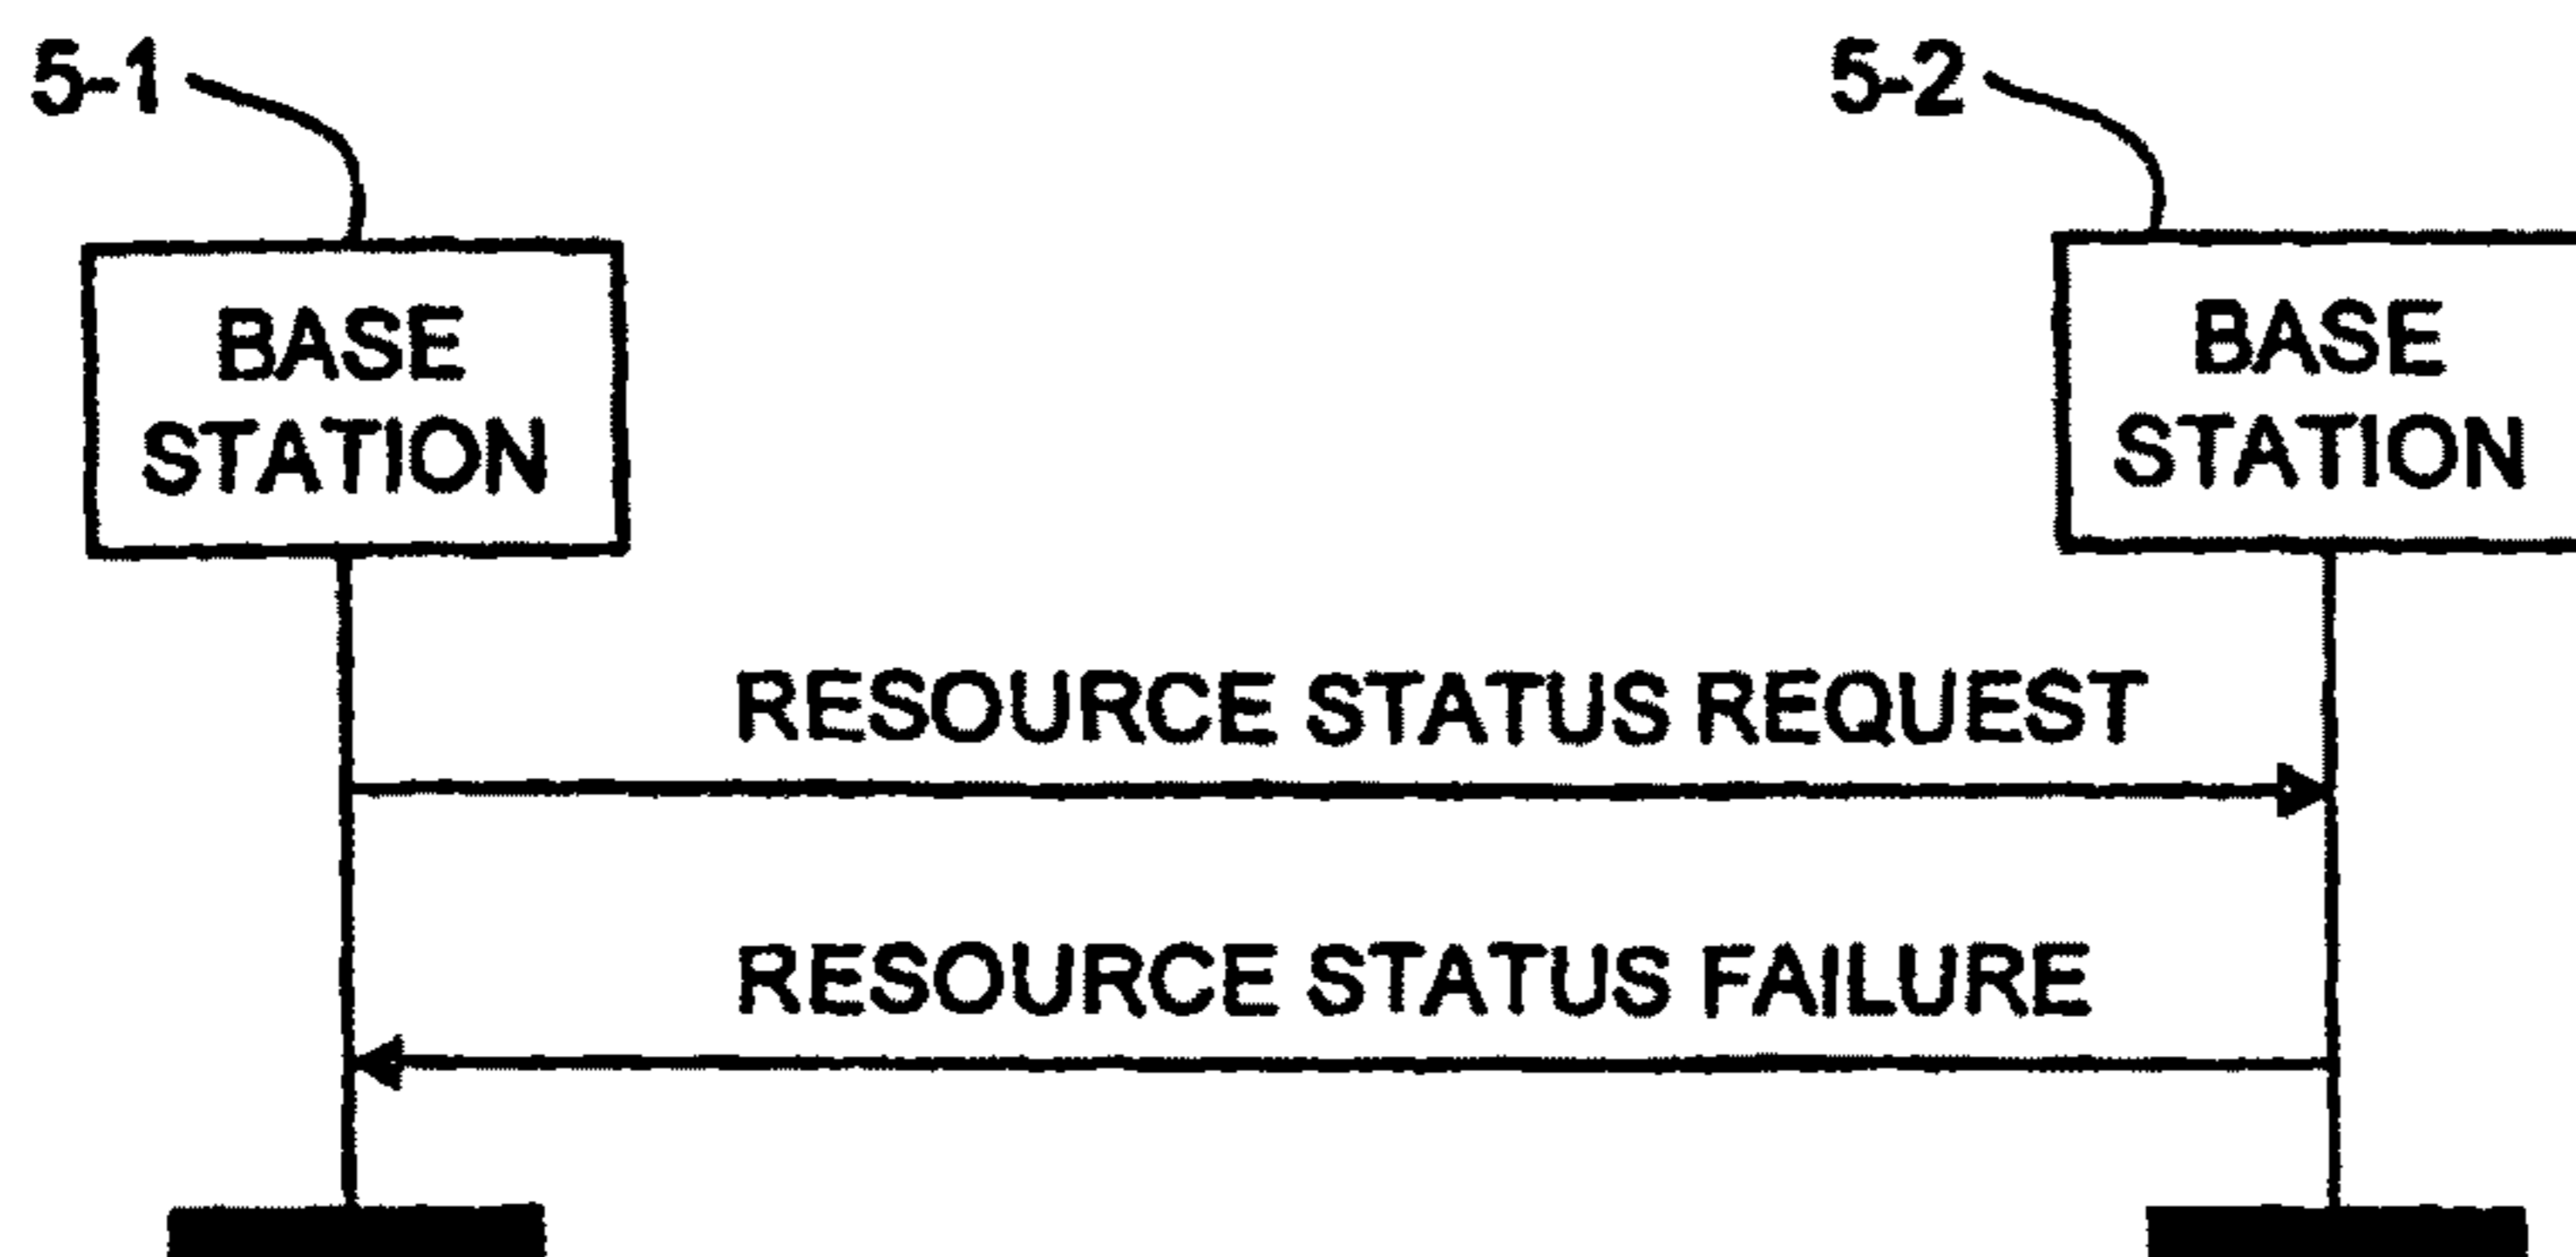 5-1
5-2
BASE
STATION
BASE
STATION
RESOURCE STATUS REQUEST
RESOURCE STATUS FAILURE